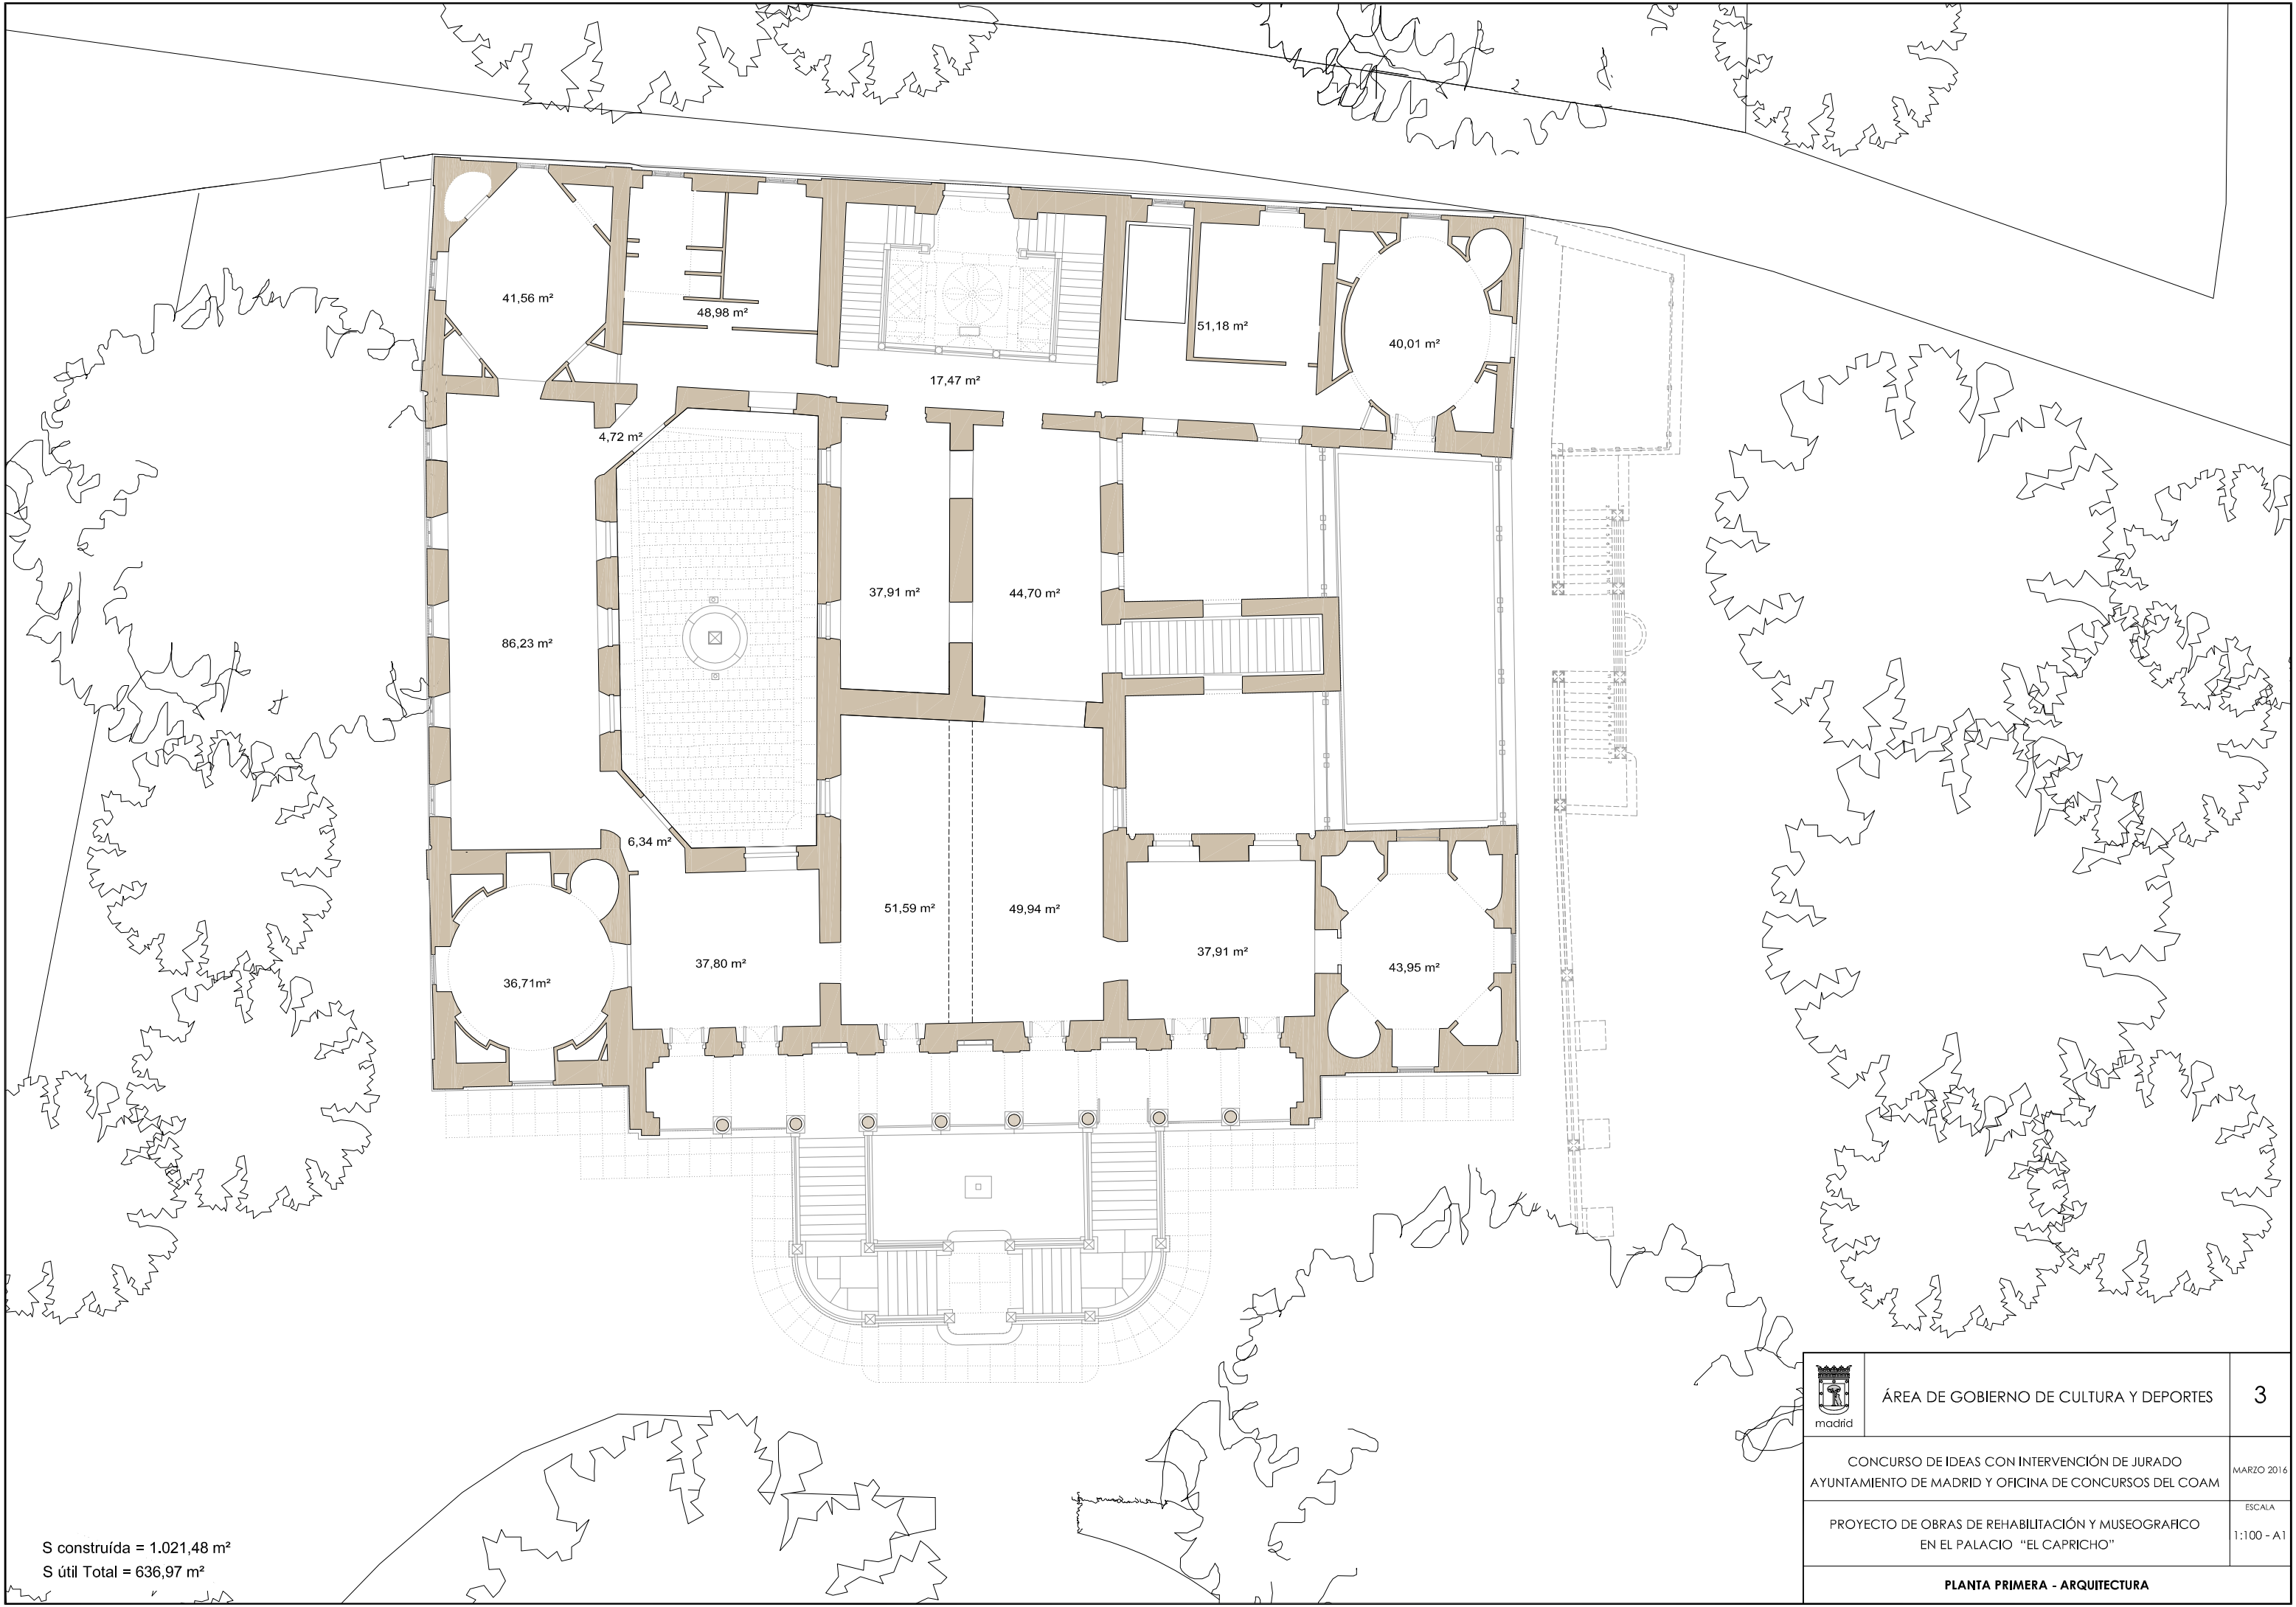 41,56 m²
48,98 m²
51,18 m²
40,01 m²
17,47 m²
4,72 m²
37,91 m²
44,70 m²
86,23 m²
6,34 m²
51,59 m²
49,94 m²
37,80 m²
37,91 m²
43,95 m²
36,71m²
S construída = 1.021,48 m²
S útil Total = 636,97 m²
madrid
ÁREA DE GOBIERNO DE CULTURA Y DEPORTES
3
CONCURSO DE IDEAS CON INTERVENCIÓN DE JURADO
AYUNTAMIENTO DE MADRID Y OFICINA DE CONCURSOS DEL COAM
MARZO 2016
PROYECTO DE OBRAS DE REHABILITACIÓN Y MUSEOGRAFICO
EN EL PALACIO “EL CAPRICHO”
ESCALA
1:100 - A1
PLANTA PRIMERA - ARQUITECTURA